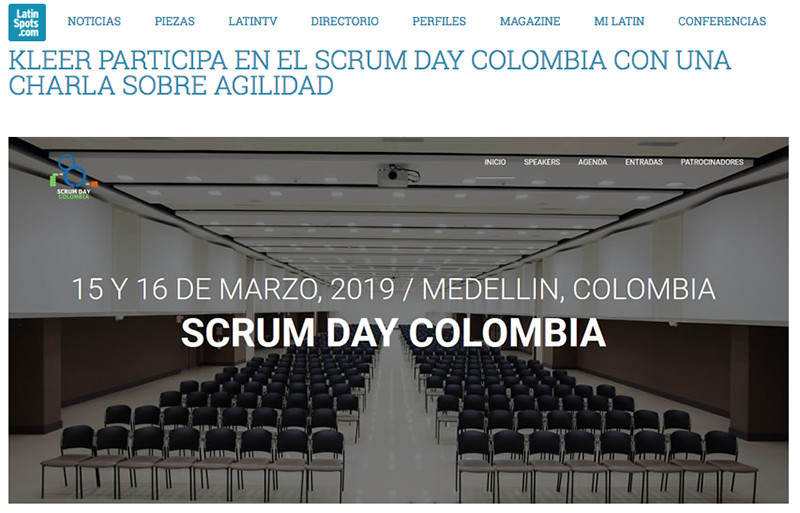 Latin
Spots
.com
NOTICIAS PIEZAS LATINTV DIRECTORIO PERFILES MAGAZINE MI LATIN CONFERENCIAS
KLEER PARTICIPA EN EL SCRUM DAY COLOMBIA CON UNA
CHARLA SOBRE AGILIDAD
INICIO SPEAKERS AGENDA ENTRADAS PATROCINADORES
SCRUM DAY
COLOMBIA
15 Y 16 DE MARZO, 2019 / MEDELLIN, COLOMBIA
SCRUM DAY COLOMBIA